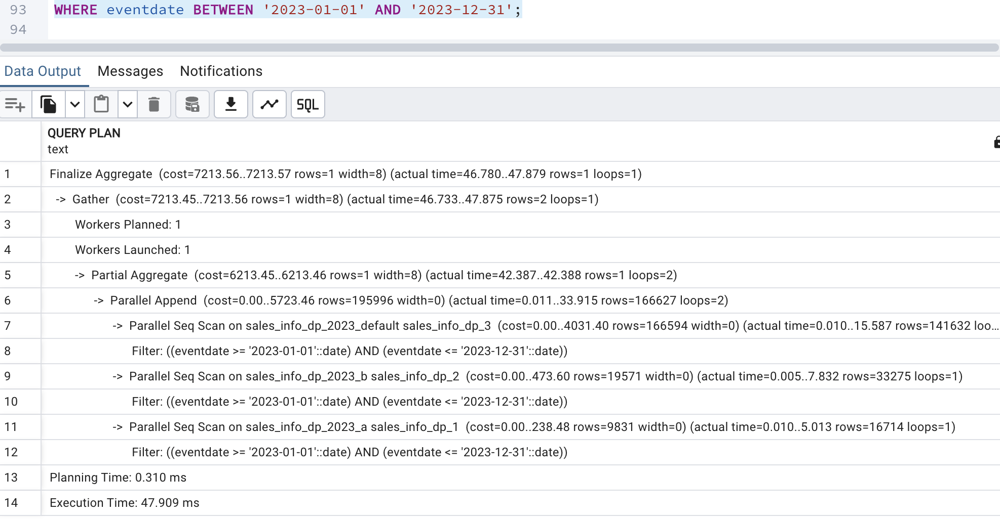 93 WHERE eventdate BETWEEN '2023-01-01' AND '2023-12-31';
94
Data Output Messages Notifications
SQL
QUERY PLAN
text
1 Finalize Aggregate (cost=7213.56..7213.57 rows=1 width=8) (actual time=46.780..47.879 rows=1 loops=1)
2 -> Gather (cost=7213.45..7213.56 rows=1 width=8) (actual time=46.733..47.875 rows=2 loops=1)
3 Workers Planned: 1
4 Workers Launched: 1
5 -> Partial Aggregate (cost=6213.45..6213.46 rows=1 width=8) (actual time=42.387..42.388 rows=1 loops=2)
6 -> Parallel Append (cost=0.00..5723.46 rows=195996 width=0) (actual time=0.011..33.915 rows=166627 loops=2)
7 -> Parallel Seq Scan on sales_info_dp_2023_default sales_info_dp_3 (cost=0.00..4031.40 rows=166594 width=0) (actual time=0.010..15.587 rows=141632 loo...
8 Filter: ((eventdate >= '2023-01-01'::date) AND (eventdate <= '2023-12-31'::date))
9 -> Parallel Seq Scan on sales_info_dp_2023_b sales_info_dp_2 (cost=0.00..473.60 rows=19571 width=0) (actual time=0.005..7.832 rows=33275 loops=1)
10 Filter: ((eventdate >= '2023-01-01'::date) AND (eventdate <= '2023-12-31'::date))
11 -> Parallel Seq Scan on sales_info_dp_2023_a sales_info_dp_1 (cost=0.00..238.48 rows=9831 width=0) (actual time=0.010..5.013 rows=16714 loops=1)
12 Filter: ((eventdate >= '2023-01-01'::date) AND (eventdate <= '2023-12-31'::date))
13 Planning Time: 0.310 ms
14 Execution Time: 47.909 ms